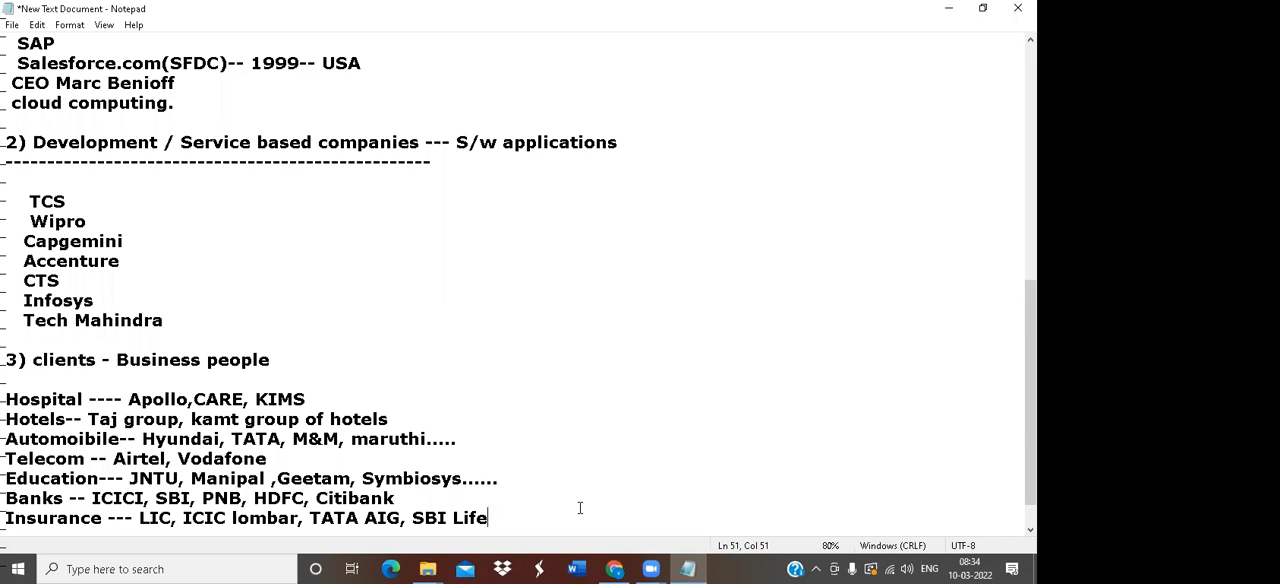 *New Text Document - Notepad
File Edit Format View Help
SAP
Salesforce.com(SFDC)-- 1999-- USA
CEO Marc Benioff
cloud computing.
2) Development / Service based companies --- S/w applications
----------------------------------------------------
TCS
Wipro
Capgemini
Accenture
CTS
Infosys
Tech Mahindra
3) clients - Business people
Hospital ---- Apollo,CARE, KIMS
Hotels-- Taj group, kamt group of hotels
Automoibile-- Hyundai, TATA, M&M, maruthi.....
Telecom -- Airtel, Vodafone
Education--- JNTU, Manipal ,Geetam, Symbiosys......
Banks -- ICICI, SBI, PNB, HDFC, Citibank
Insurance --- LIC, ICIC lombar, TATA AIG, SBI Life
Ln 51, Col 51 80% Windows (CRLF) UTF-8
Type here to search ENG 08:34
10-03-2022